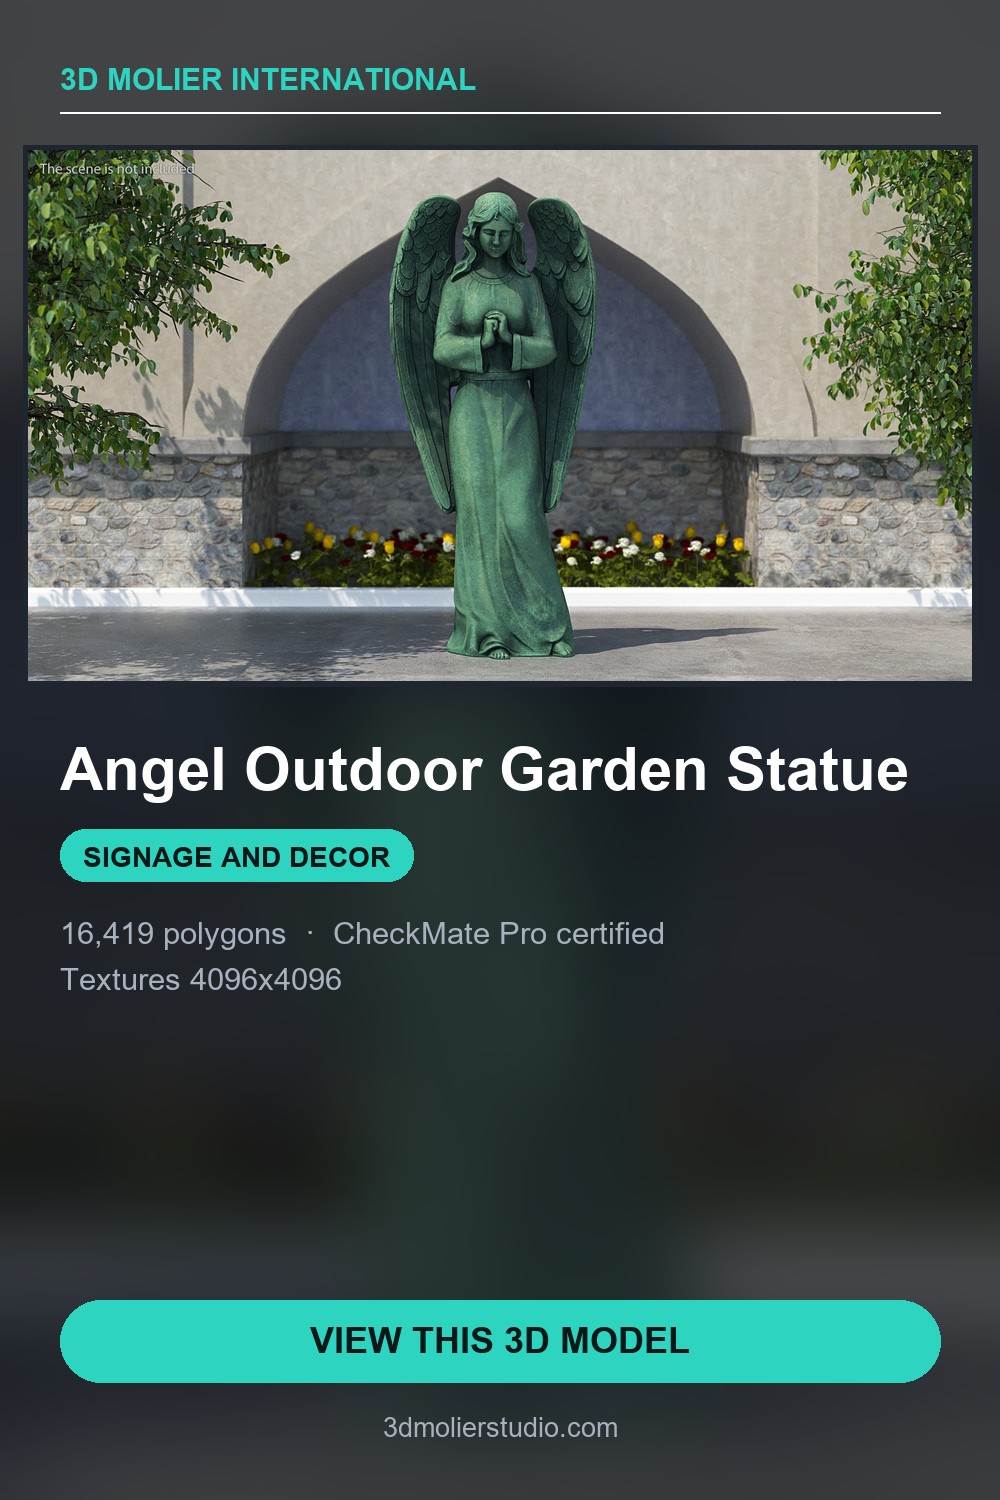 3D MOLIER INTERNATIONAL
The scene is not included
Angel Outdoor Garden Statue
SIGNAGE AND DECOR
16,419 polygons · CheckMate Pro certified
Textures 4096x4096
VIEW THIS 3D MODEL
3dmolierstudio.com